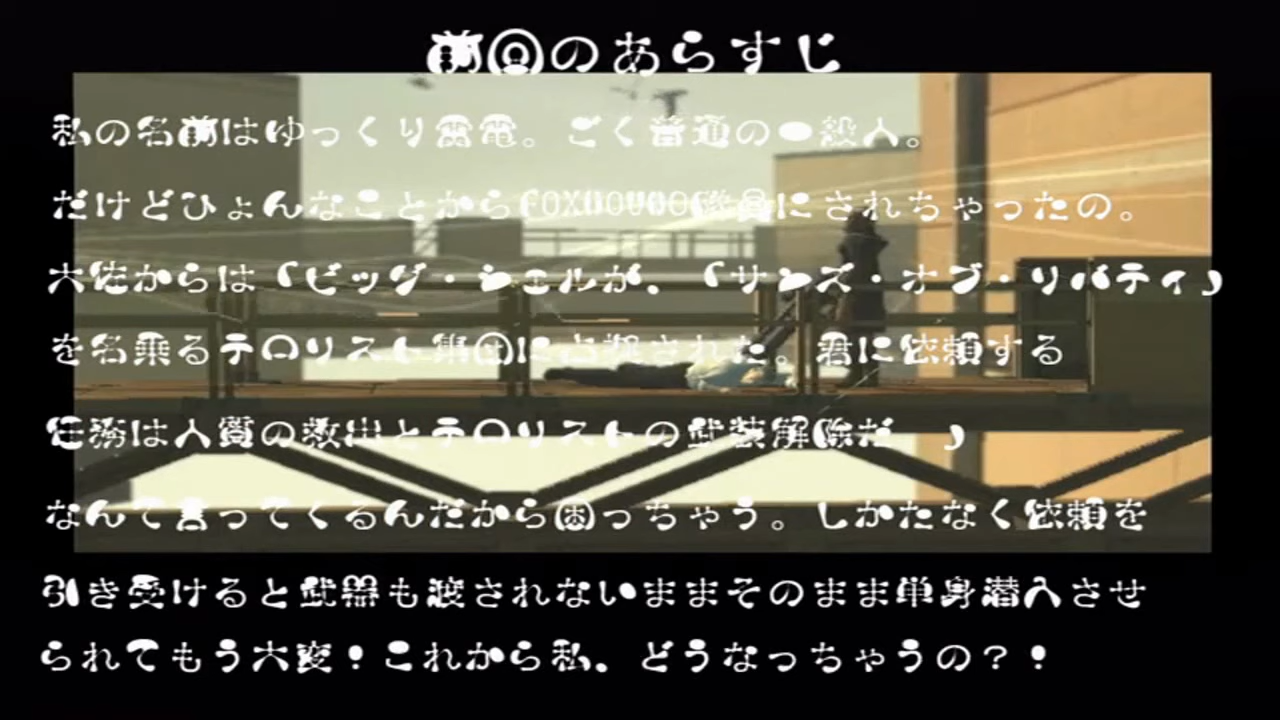 前回のあらすじ
私の名前はゆっくり雷電。ごく普通の一般人。
だけどひょんなことからFOXHOUND隊員にされちゃったの。
大佐からは「ビッグ・シェルが、「サンズ・オブ・リバティ」
を名乗るテロリスト集団に占拠された。君に依頼する
任務は人質の救出とテロリストの武装解除だ 」
なんて言ってくるんだから困っちゃう。しかたなく依頼を
引き受けると武器も渡されないままそのまま単身潜入させ
られてもう大変！これから私、どうなっちゃうの？！